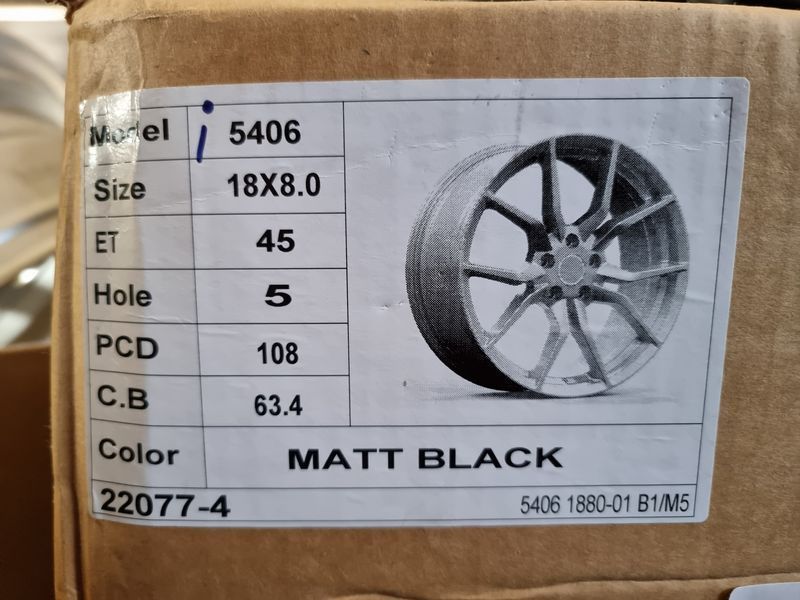 Model i 5406
Size 18X8.0
ET 45
Hole 5
PCD 108
C.B 63.4
Color MATT BLACK
22077-4 5406 1880-01 B1/M5